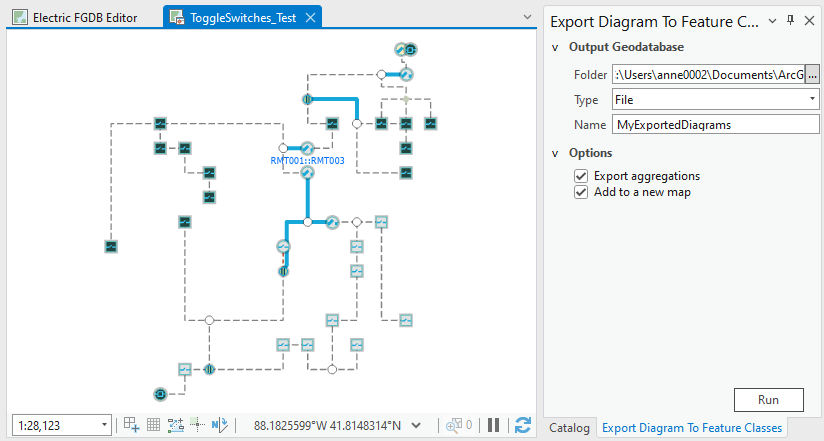 Electric FGDB Editor
ToggleSwitches_Test
Export Diagram To Feature C...
Output Geodatabase
Folder :\Users\anne0002\Documents\ArcG
Type File
Name MyExportedDiagrams
Options
Export aggregations
Add to a new map
RMT001::RMT003
Run
1:28,123
88.1825599°W 41.8148314°N
0
Catalog
Export Diagram To Feature Classes